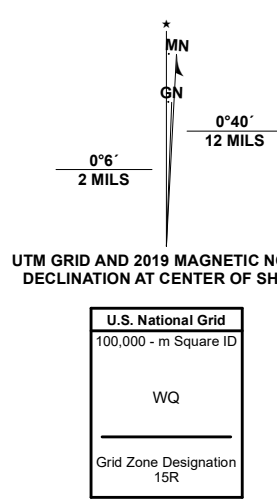 ★
MN
GN
0°40´
12 MILS
0°6´
2 MILS
UTM GRID AND 2019 MAGNETIC NO
DECLINATION AT CENTER OF SH
U.S. National Grid
100,000 - m Square ID
WQ
Grid Zone Designation
15R